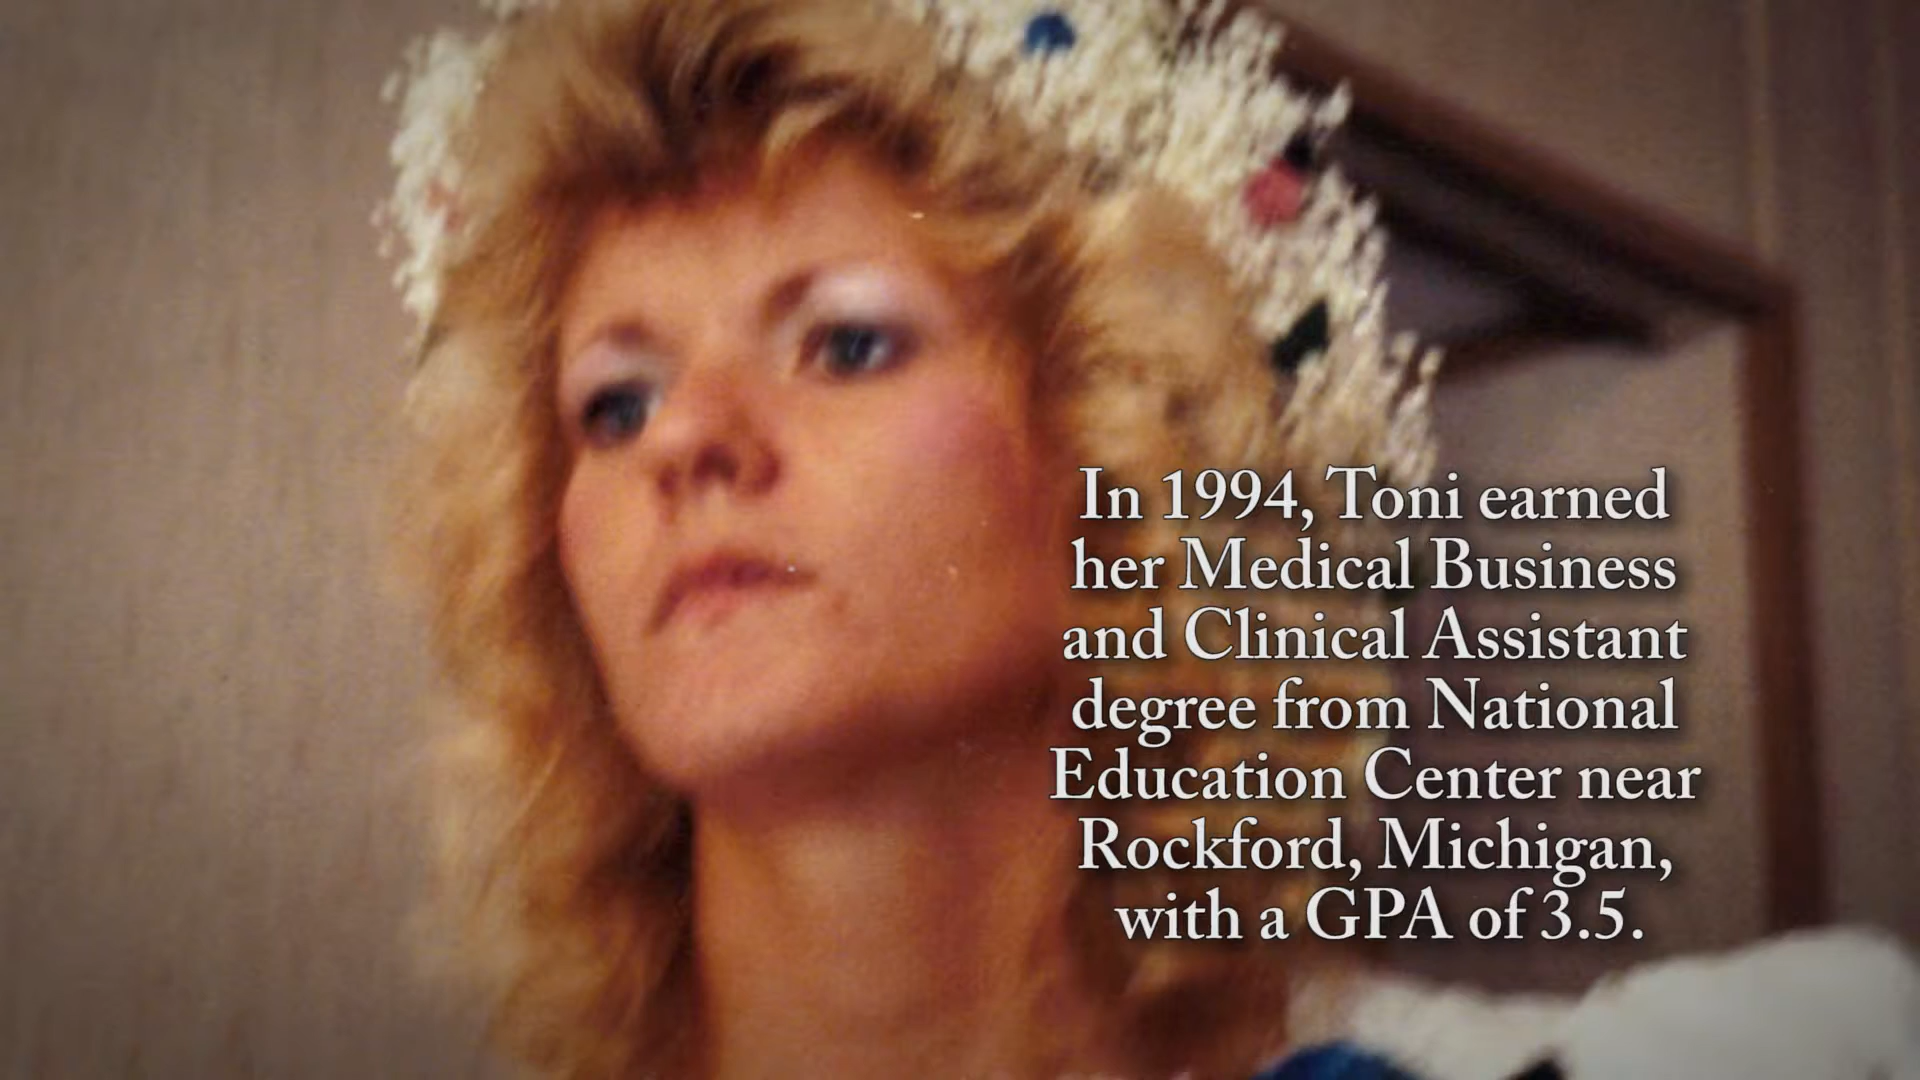 In 1994, Toni earned
her Medical Business
and Clinical Assistant
degree from National
Education Center near
Rockford, Michigan,
with a GPA of 3.5.